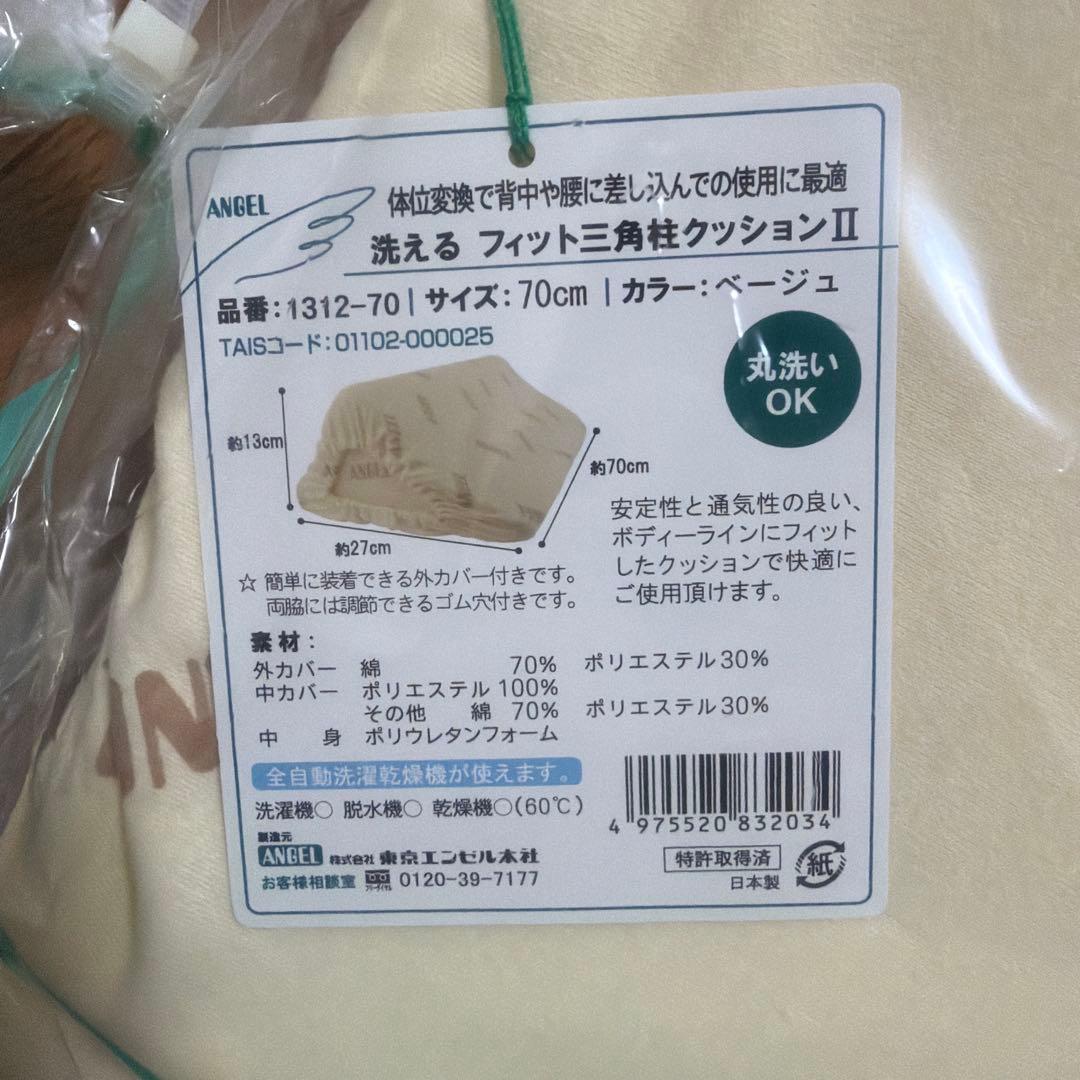 ANGEL
体位変換で背中や腰に差し込んでの使用に最適
洗える フィット三角柱クッションⅡ
品番:1312-70 | サイズ:70cm | カラー:ベージュ
TAISコード:01102-000025
丸洗い
OK
約13cm
ANGEL
約70cm
約27cm
安定性と通気性の良い、
ボディーラインにフィット
したクッションで快適に
ご使用頂けます。
☆ 簡単に装着できる外カバー付きです。
両脇には調節できるゴム穴付きです。
素材:
外カバー 綿 70% ポリエステル30%
中カバー ポリエステル 100%
その他 綿 70% ポリエステル30%
中身 ポリウレタンフォーム
全自動洗濯乾燥機が使えます。
洗濯機○ 脱水機○ 乾燥機○(60℃)
4 975520 832034
製造元
ANGEL 株式会社 東京エンゼル本社
お客様相談室 フリーダイヤル 0120-39-7177
特許取得済
日本製
紙